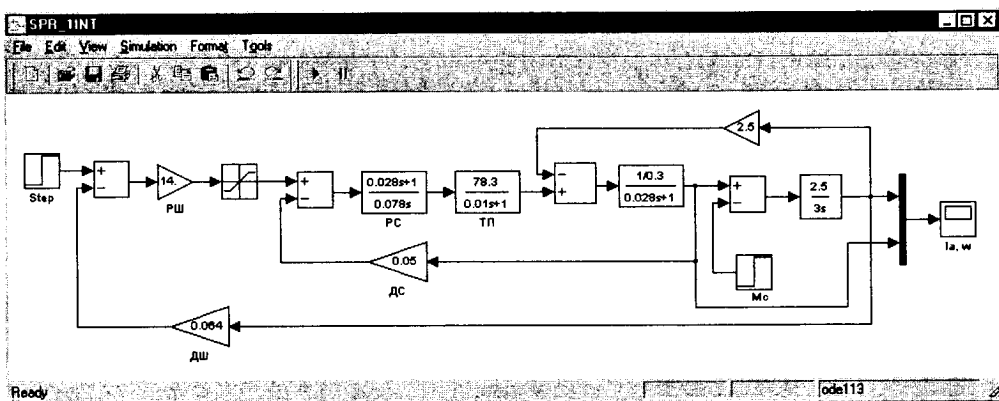 SPR_1INT
File Edit View Simulation Format Tools
2.5
Step
14.
РШ
0.028s+1
0.078s
РС
78.3
0.01s+1
ТП
1/0.3
0.028s+1
2.5
3s
Ia, w
0.05
ДС
Mc
0.064
ДШ
Ready
ode113